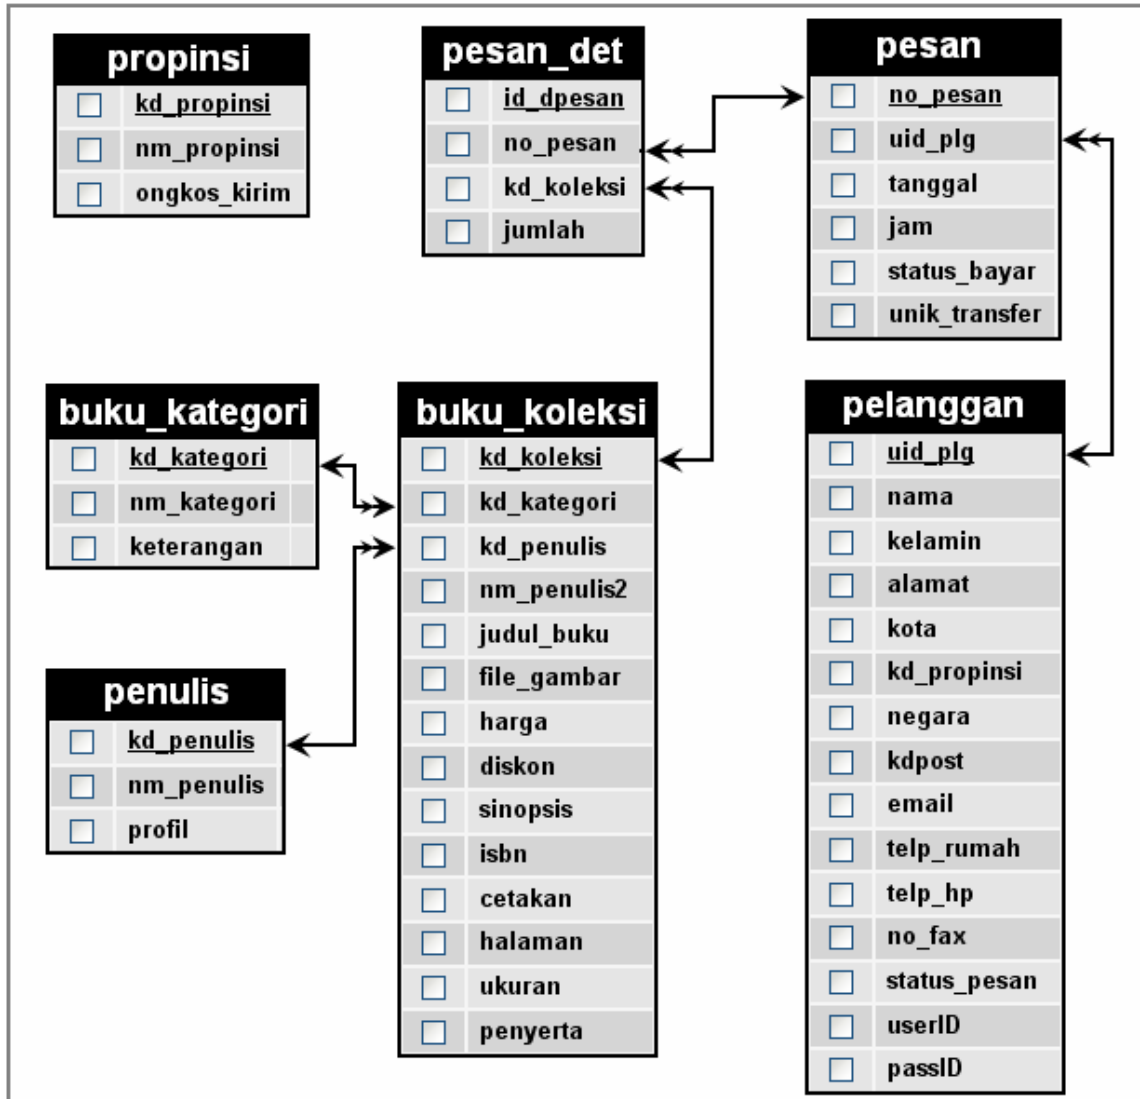 propinsi
kd_propinsi
nm_propinsi
ongkos_kirim
pesan_det
id_dpesan
no_pesan
kd_koleksi
jumlah
pesan
no_pesan
uid_plg
tanggal
jam
status_bayar
unik_transfer
buku_kategori
kd_kategori
nm_kategori
keterangan
penulis
kd_penulis
nm_penulis
profil
buku_koleksi
kd_koleksi
kd_kategori
kd_penulis
nm_penulis2
judul_buku
file_gambar
harga
diskon
sinopsis
isbn
cetakan
halaman
ukuran
penyerta
pelanggan
uid_plg
nama
kelamin
alamat
kota
kd_propinsi
negara
kdpost
email
telp_rumah
telp_hp
no_fax
status_pesan
userID
passID